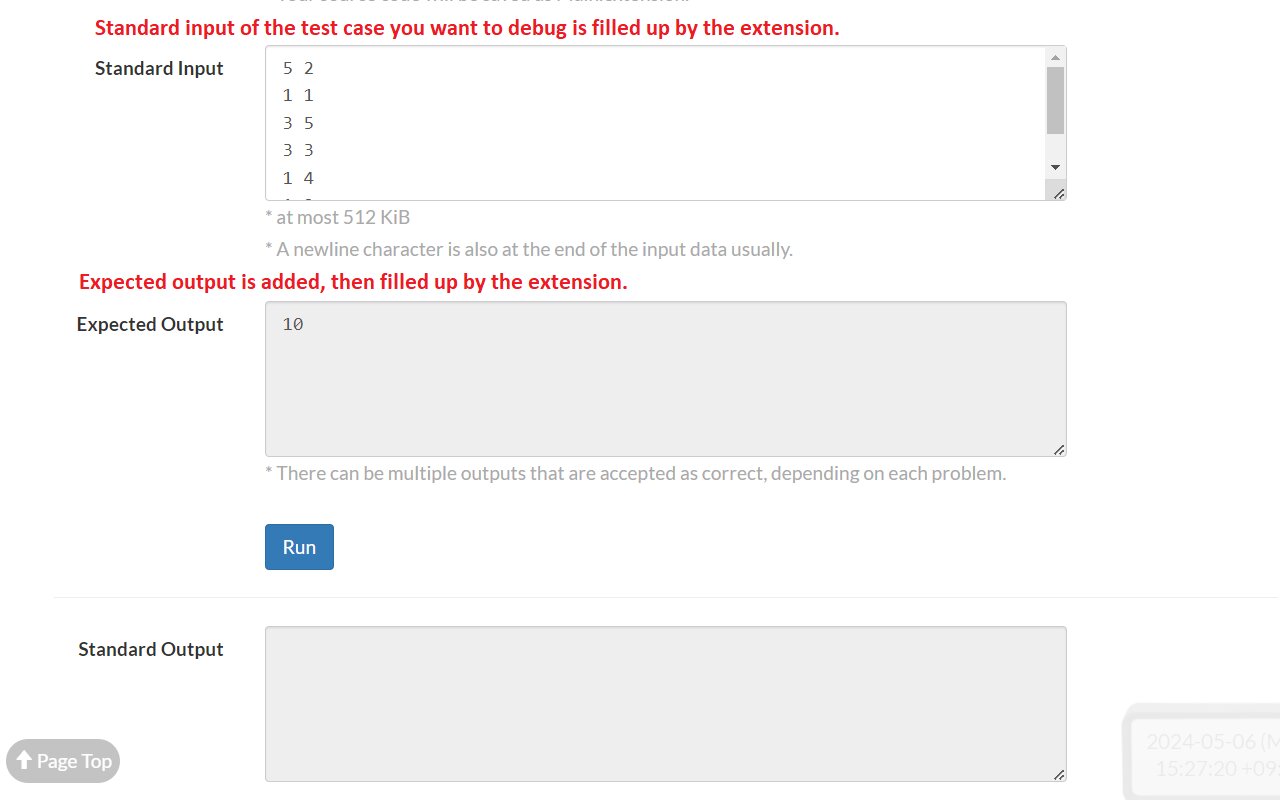 Standard input of the test case you want to debug is filled up by the extension.
Standard Input
5 2
1 1
3 5
3 3
1 4
* at most 512 KiB
* A newline character is also at the end of the input data usually.
Expected output is added, then filled up by the extension.
Expected Output
10
* There can be multiple outputs that are accepted as correct, depending on each problem.
Run
Standard Output
Page Top
2024-05-06 (M
15:27:20 +09: